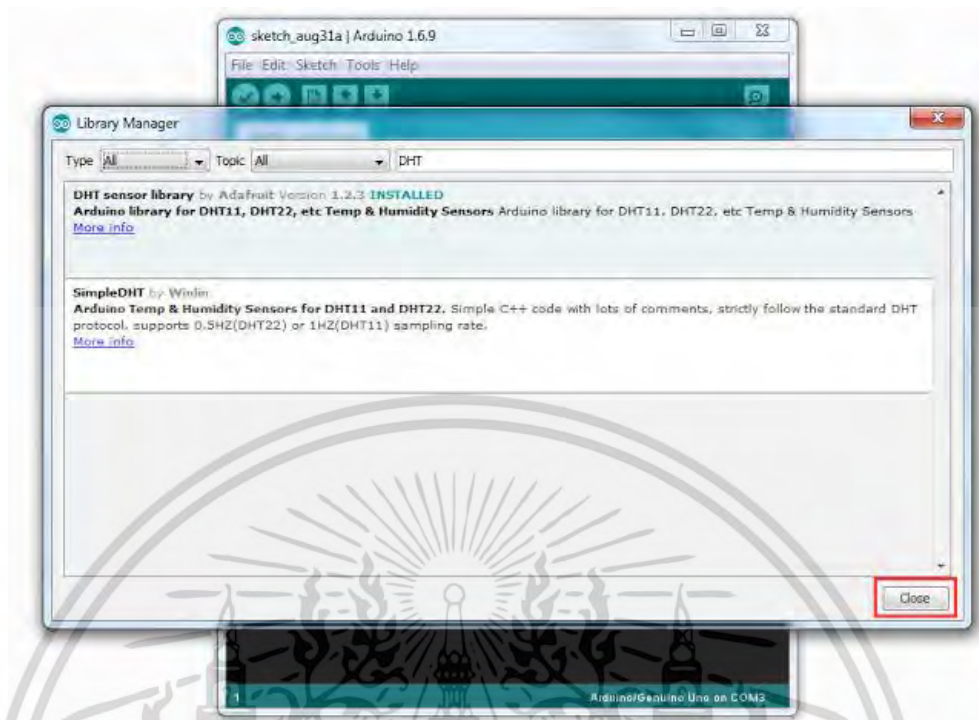 sketch_aug31a | Arduino 1.6.9
File Edit Sketch Tools Help
Library Manager
Type All Topic All DHT
DHT sensor library by Adafruit Version 1.2.3 INSTALLED
Arduino library for DHT11, DHT22, etc Temp & Humidity Sensors Arduino library for DHT11, DHT22, etc Temp & Humidity Sensors
More info
SimpleDHT by Winlin
Arduino Temp & Humidity Sensors for DHT11 and DHT22. Simple C++ code with lots of comments, strictly follow the standard DHT
protocol, supports 0.5HZ(DHT22) or 1HZ(DHT11) sampling rate.
More info
Close
1 Arduino/Genuino Uno on COM3